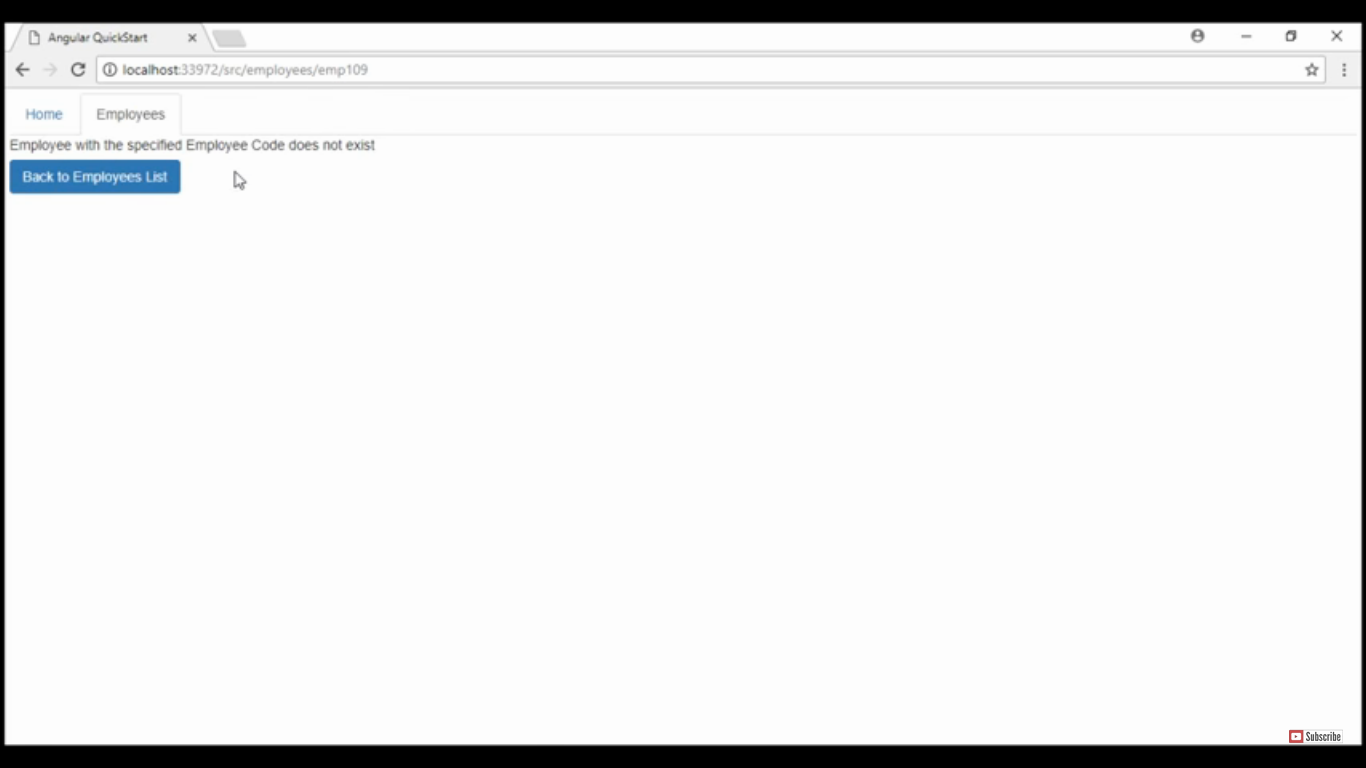 Angular QuickStart
localhost:33972/src/employees/emp109
Home Employees
Employee with the specified Employee Code does not exist
Back to Employees List
Subscribe